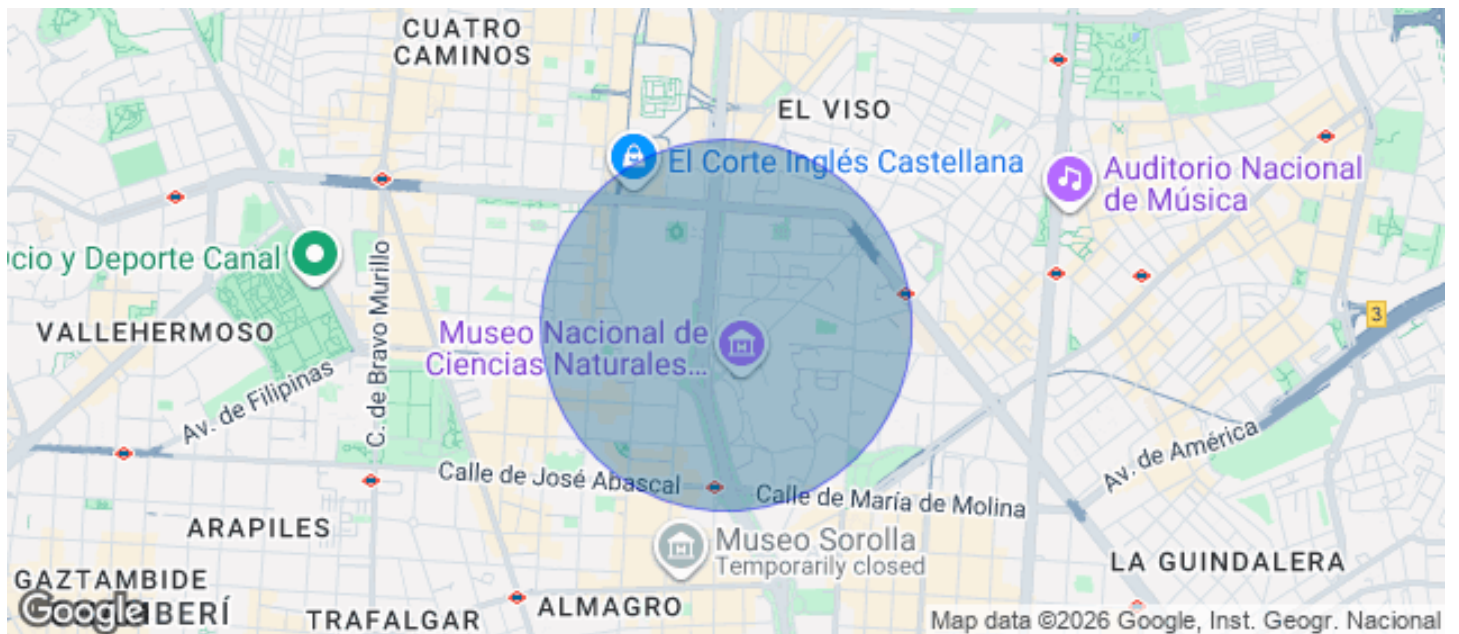 CUATRO
CAMINOS
EL VISO
El Corte Inglés Castellana
Auditorio Nacional
de Música
cio y Deporte Canal
C. de Bravo Murillo
VALLEHERMOSO
Museo Nacional de
Ciencias Naturales...
3
Av. de Filipinas
Av. de América
Calle de José Abascal
Calle de María de Molina
ARAPILES
Museo Sorolla
Temporarily closed
LA GUINDALERA
GAZTAMBIDE
Google
IBERÍ
TRAFALGAR
ALMAGRO
Map data ©2026 Google, Inst. Geogr. Nacional